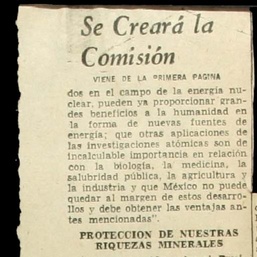 Se Creará la
Comisión
VIENE DE LA PRIMERA PAGINA
dos en el campo de la energía nu-
clear, pueden ya proporcionar gran-
des beneficios a la humanidad en
la forma de nuevas fuentes de
energía; que otras aplicaciones de
las investigaciones atómicas son de
incalculable importancia en relación
con la biología, la medicina, la
salubridad pública, la agricultura y
la industria y que México no puede
quedar al margen de estos desarro-
llos y debe obtener las ventajas an-
tes mencionadas".
PROTECCION DE NUESTRAS
RIQUEZAS MINERALES